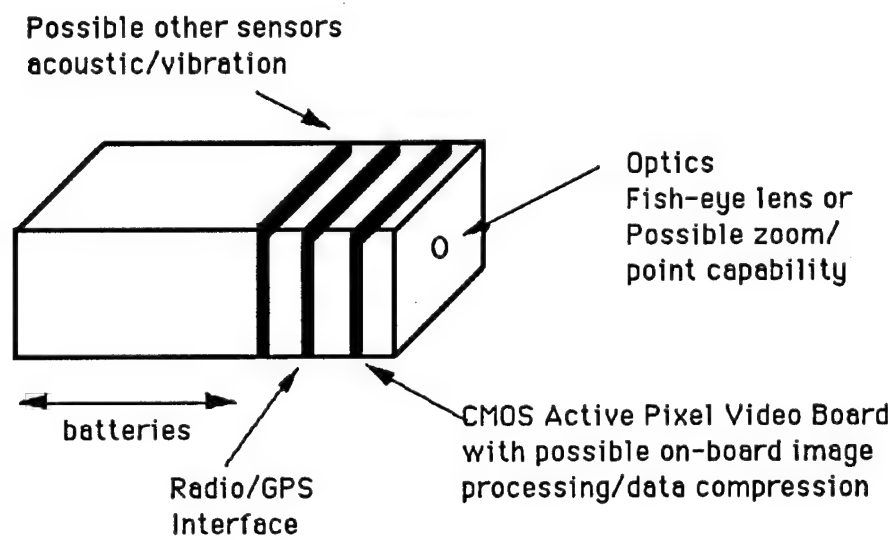 Possible other sensors
acoustic/vibration
Optics
Fish-eye lens or
Possible zoom/
point capability
batteries
CMOS Active Pixel Video Board
with possible on-board image
processing/data compression
Radio/GPS
Interface